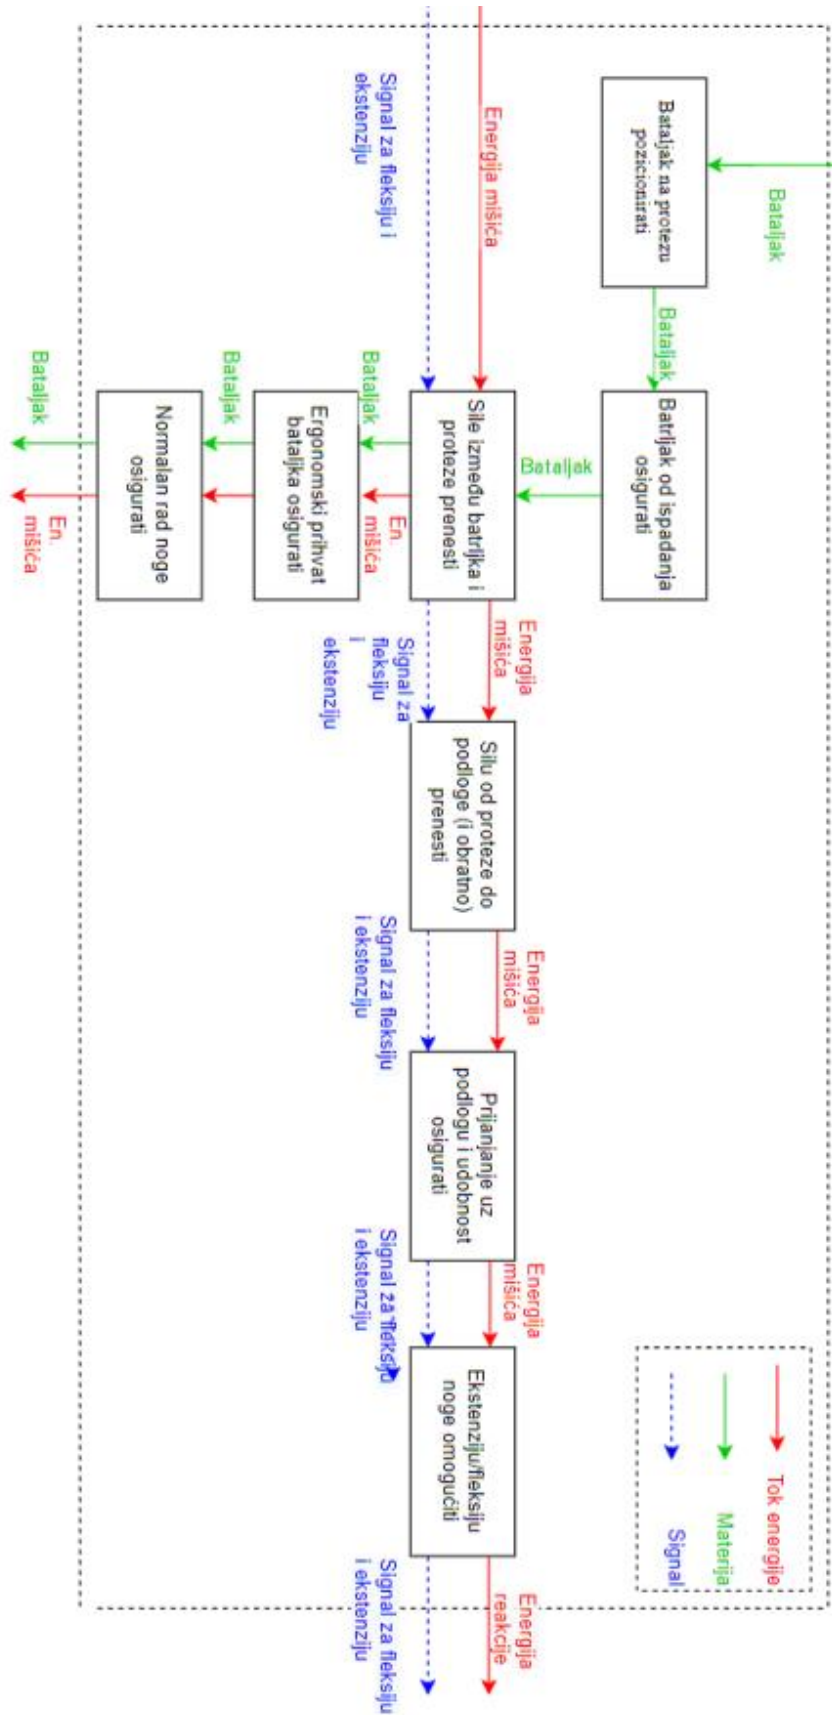 Bataljak
Bataljak na protezu
pozicionirati
Bataljak
Batrljak od ispadanja
osigurati
Tok energije
Materija
Signal
Bataljak
Energija mišića
Signal za fleksiju i
ekstenziju
Sile između batrljka i
proteze prenesti
Energija
mišića
Signal za
fleksiju
i
ekstenziju
Silu od proteze do
podloge (i obratno)
prenesti
Energija
mišića
Signal za fleksiju
i ekstenziju
Prijanjanje uz
podlogu i udobnost
osigurati
Energija
mišića
Signal za fleksiju
i ekstenziju
Ekstenziju/fleksiju
noge omogućiti
Energija
reakcije
Signal za fleksiju
i ekstenziju
Bataljak
En.
mišića
Ergonomski prihvat
bataljka osigurati
Bataljak
Normalan rad noge
osigurati
Bataljak
En.
mišića